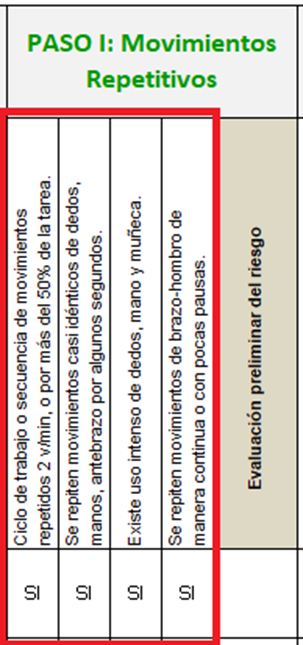 PASO I: Movimientos
Repetitivos
Ciclo de trabajo o secuencia de movimientos
repetidos 2 v/min, o por más del 50% de la tarea.
Se repiten movimientos casi idénticos de dedos,
manos, antebrazo por algunos segundos.
Existe uso intenso de dedos, mano y muñeca.
Se repiten movimientos de brazo-hombro de
manera continua o con pocas pausas.
Evaluación preliminar del riesgo
SI
SI
SI
SI